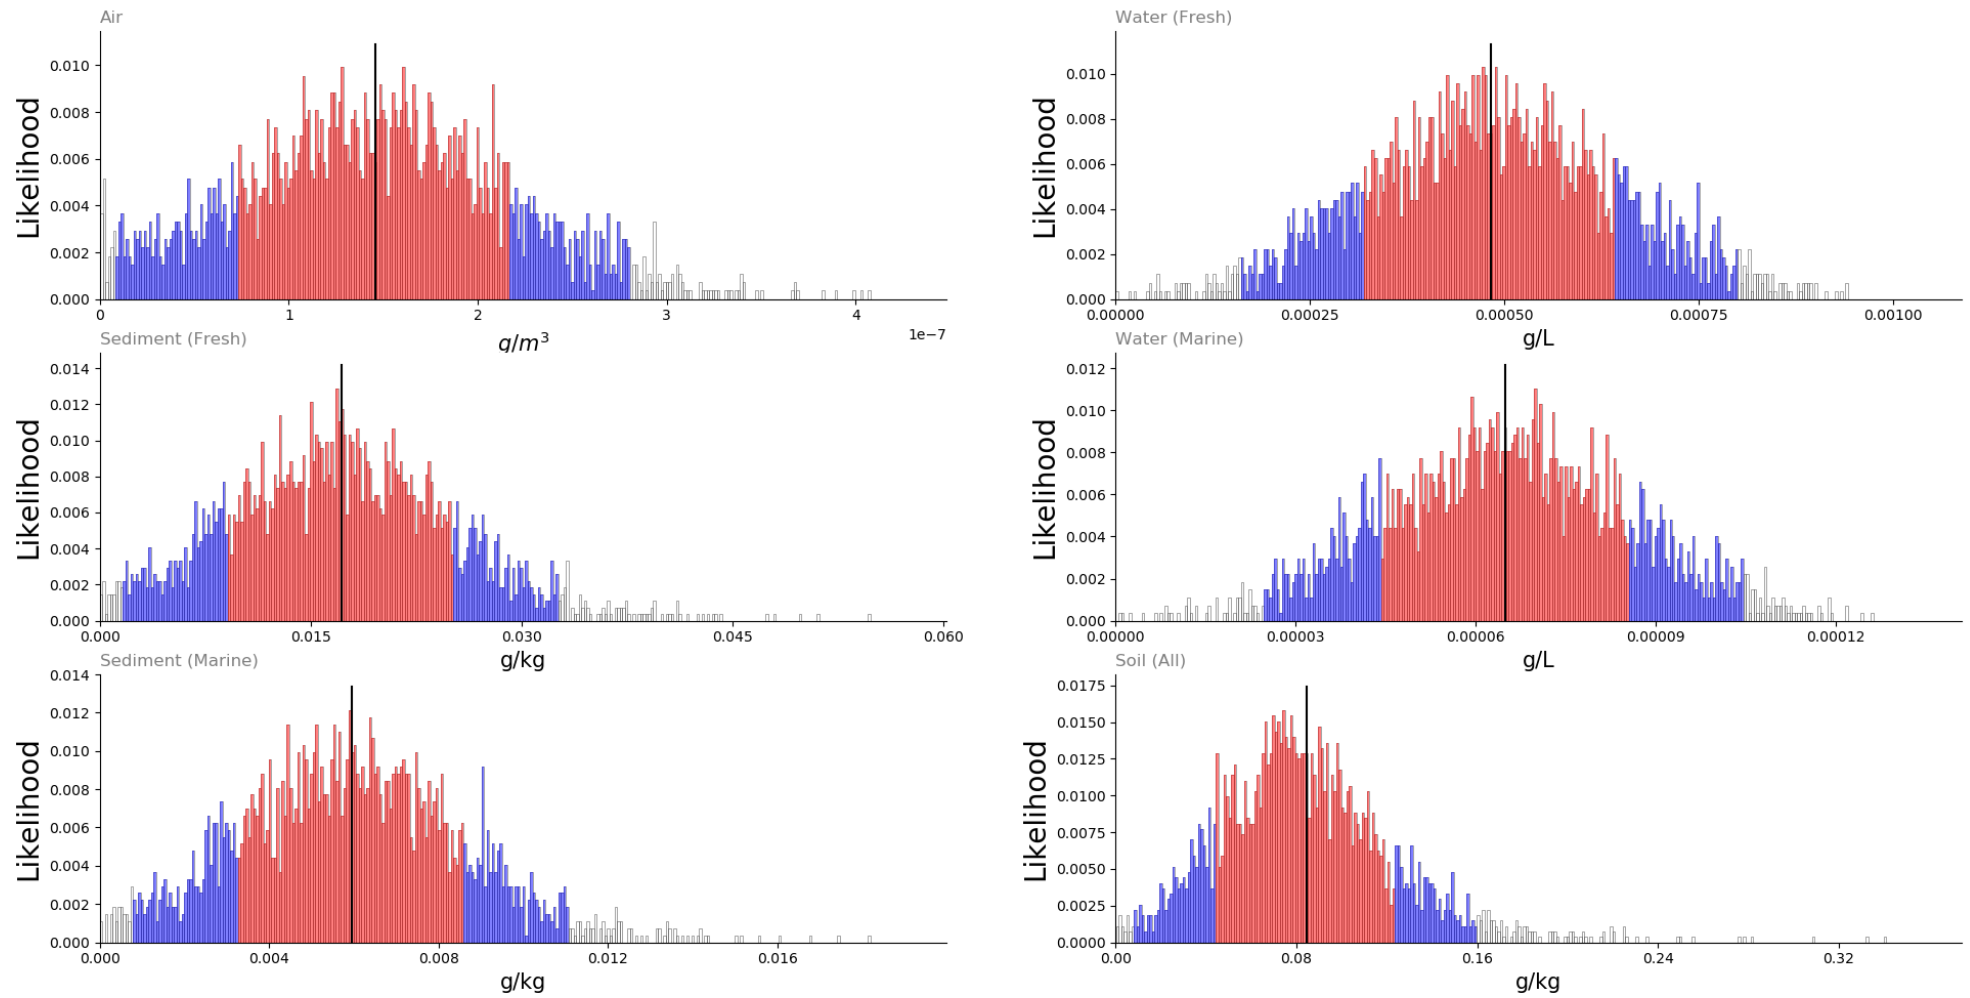 Air
Likelihood
0.010
0.008
0.006
0.004
0.002
0.000
0 1 2 3 4
1e−7
g/m³
Water (Fresh)
Likelihood
0.010
0.008
0.006
0.004
0.002
0.000
0.00000 0.00025 0.00050 0.00075 0.00100
g/L
Sediment (Fresh)
Likelihood
0.014
0.012
0.010
0.008
0.006
0.004
0.002
0.000
0.000 0.015 0.030 0.045 0.060
g/kg
Water (Marine)
Likelihood
0.012
0.010
0.008
0.006
0.004
0.002
0.000
0.00000 0.00003 0.00006 0.00009 0.00012
g/L
Sediment (Marine)
Likelihood
0.014
0.012
0.010
0.008
0.006
0.004
0.002
0.000
0.000 0.004 0.008 0.012 0.016
g/kg
Soil (All)
Likelihood
0.0175
0.0150
0.0125
0.0100
0.0075
0.0050
0.0025
0.0000
0.00 0.08 0.16 0.24 0.32
g/kg